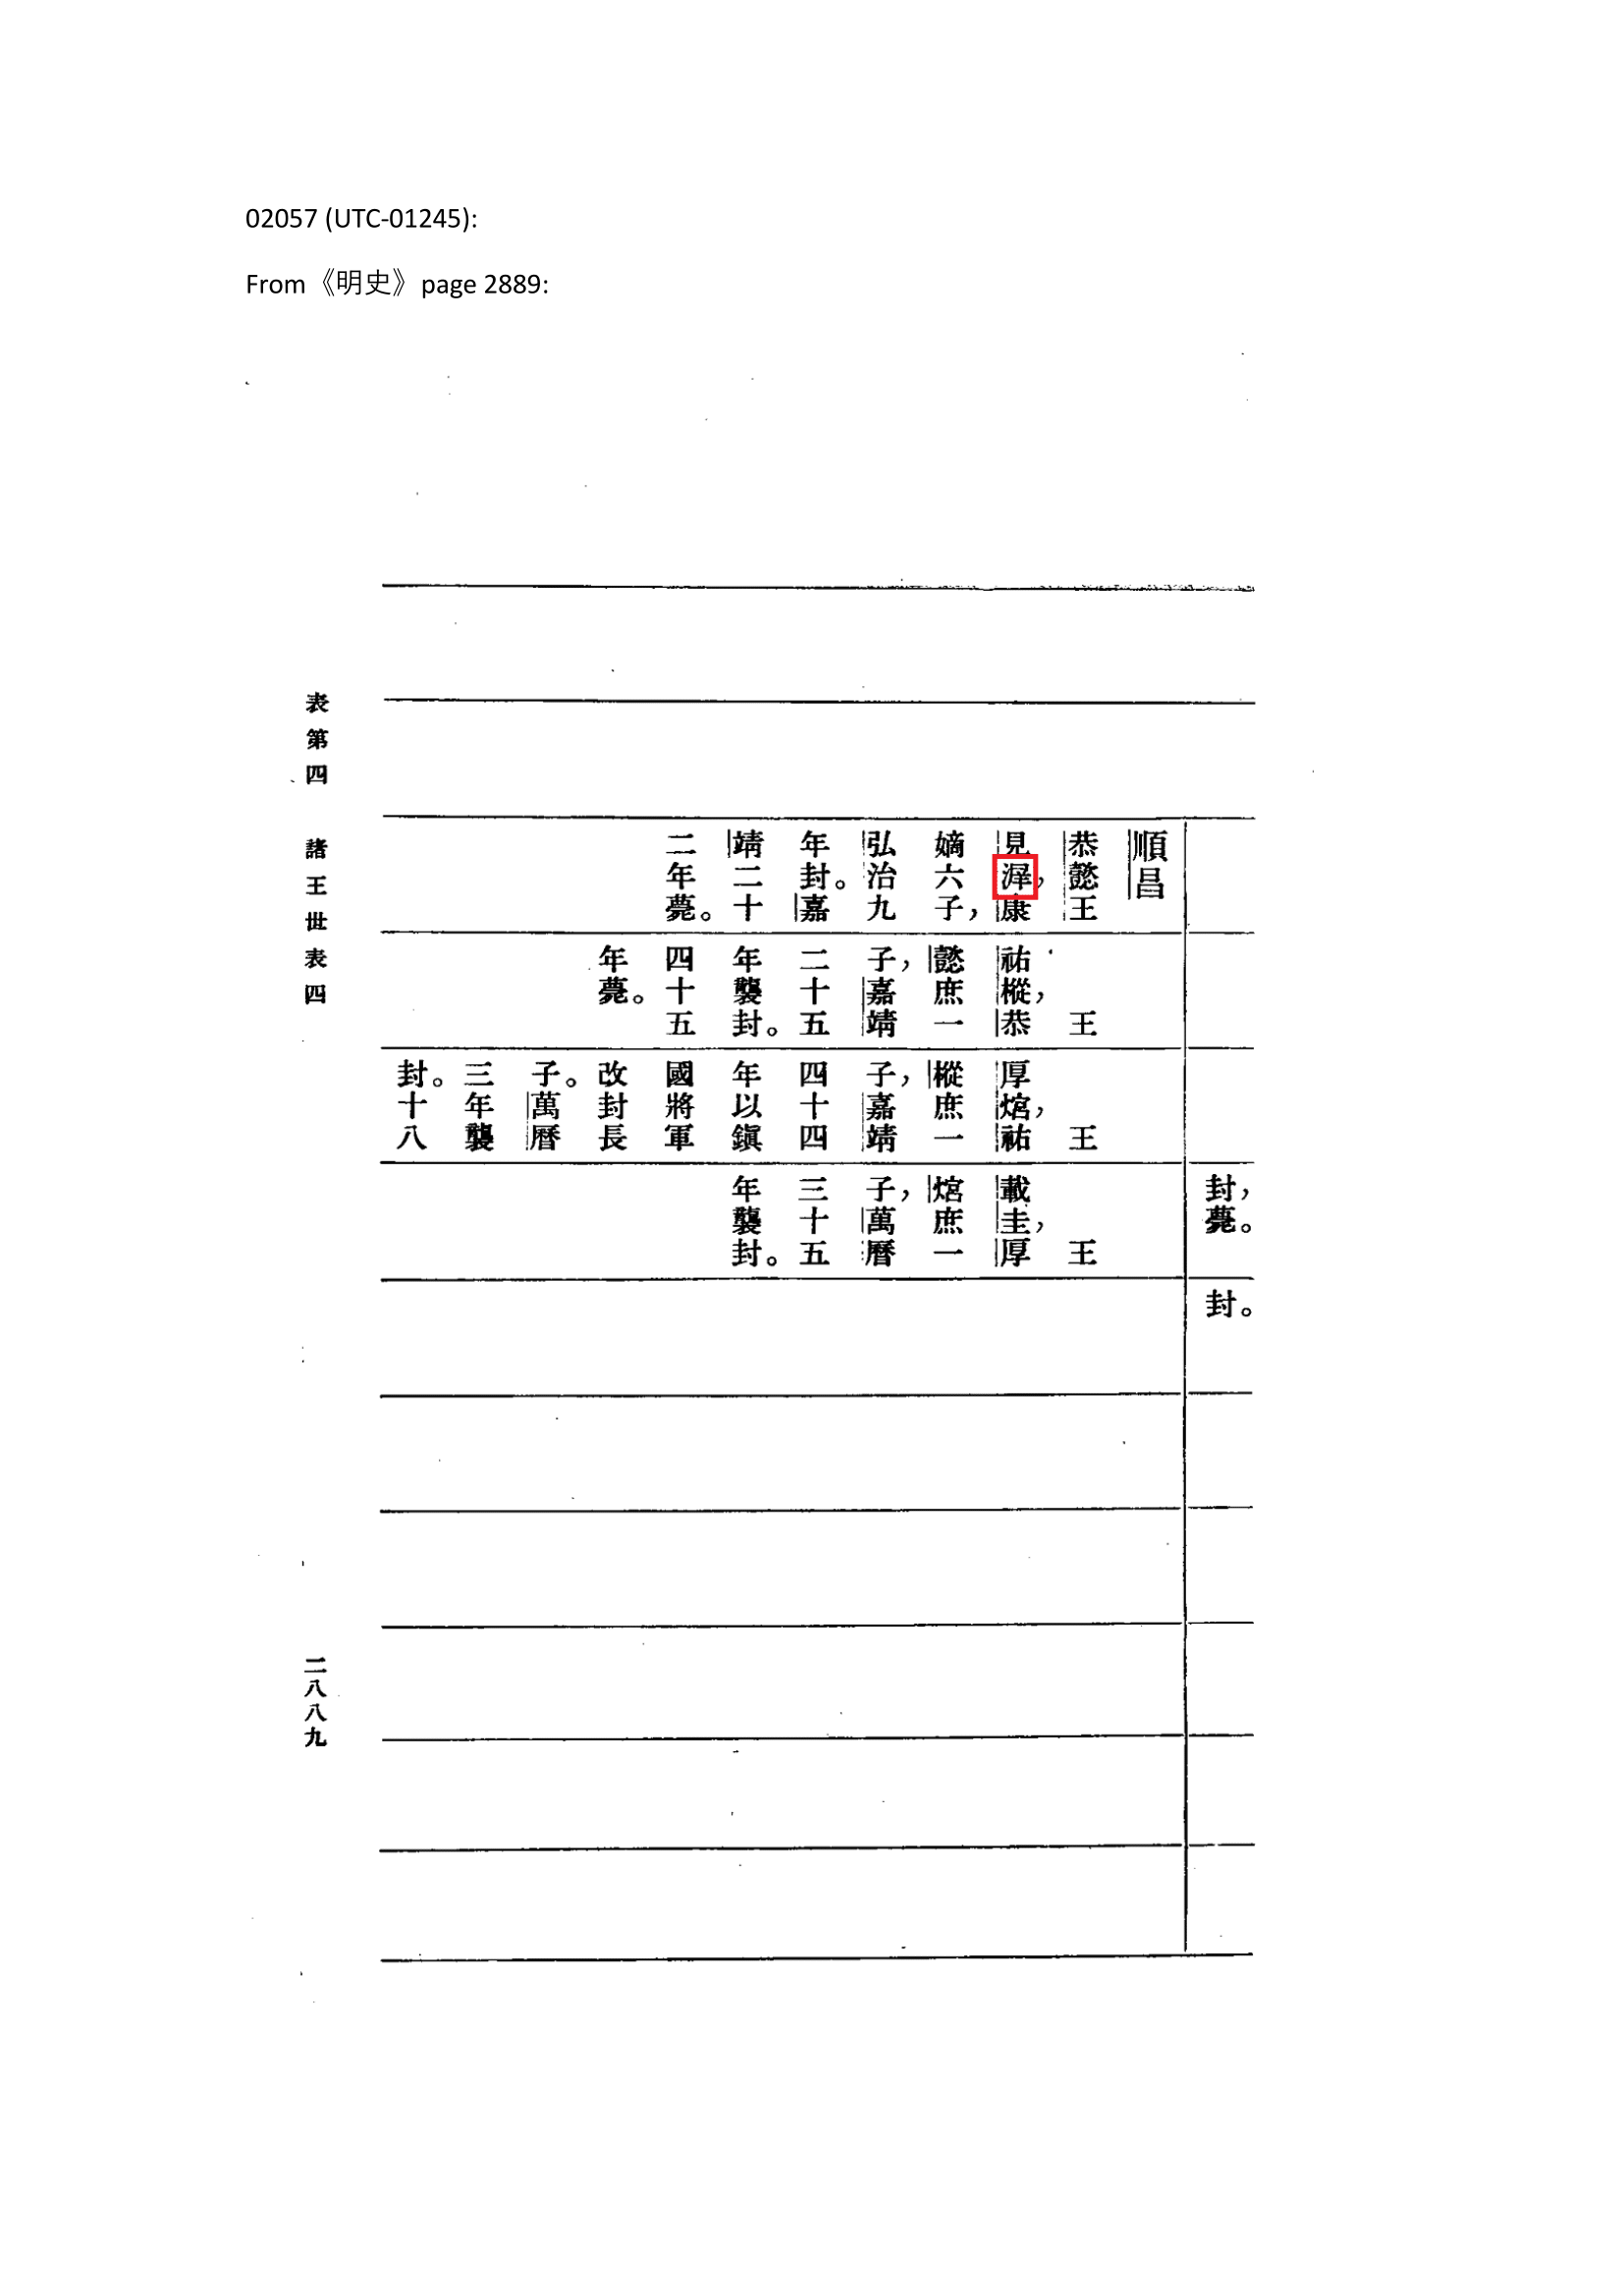 02057 (UTC-01245):
From《明史》page 2889:
封，
薨。
封。
順昌
恭懿王
見，康
嫡六子，
弘治九
年封。嘉
靖二十
二年薨。
王
祐樅，恭
懿庶一
子，嘉靖
二十五
年襲封。
四十五
年薨。
王
厚，祐
樅庶一
子，嘉靖
四十四
年以鎭
國將軍
改封長
子。萬曆
三年襲
封。十八
王
載圭，厚
庶一
子，萬曆
三十五
年襲封。
表第四 諸王世表四
二八八九